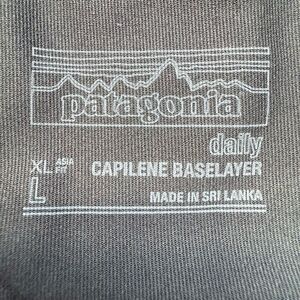 patagonia
daily
XL ASIA FIT CAPILENE BASELAYER
L MADE IN SRI LANKA